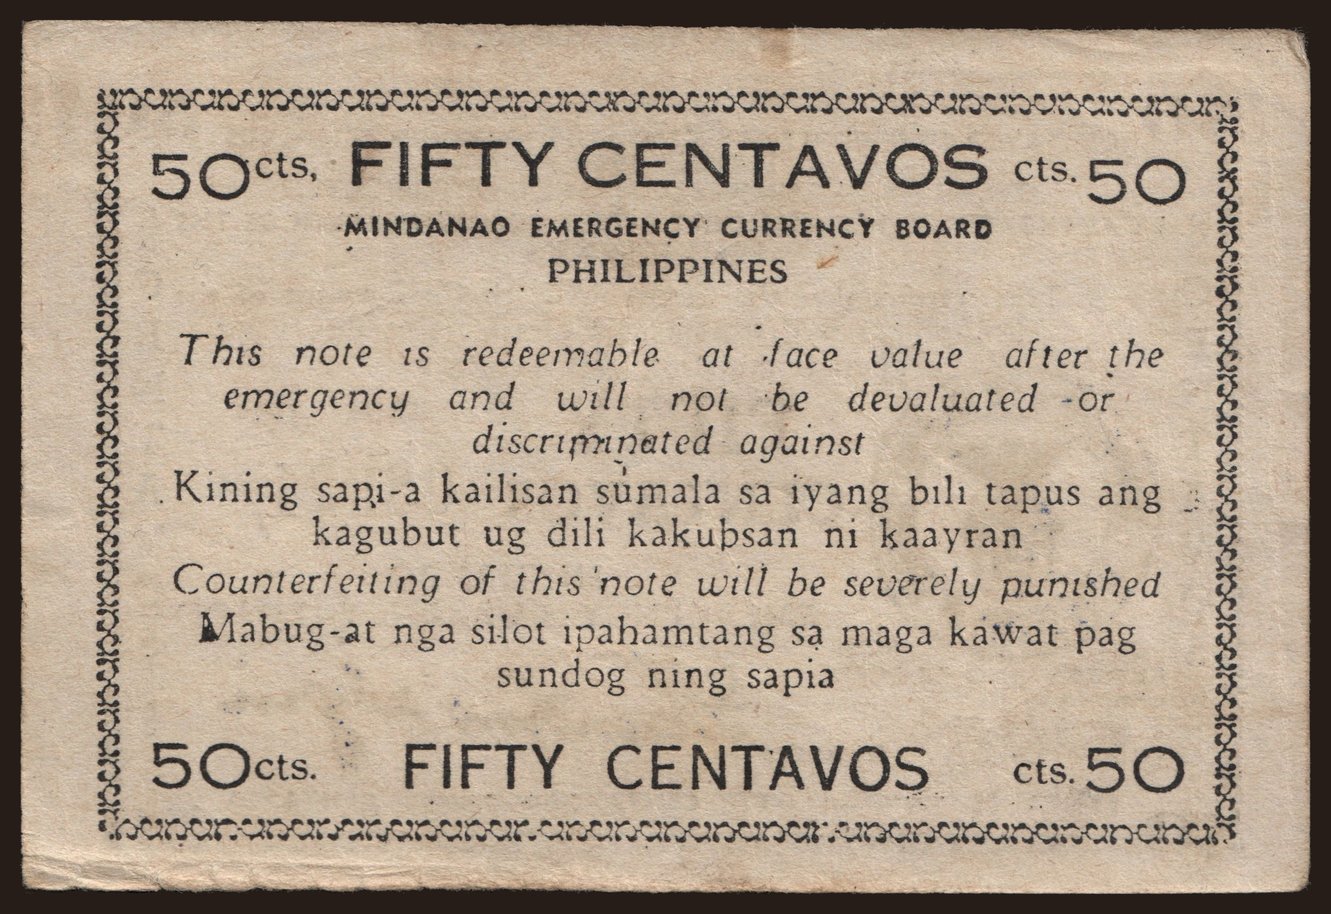 50cts, FIFTY CENTAVOS cts. 50
MINDANAO EMERGENCY CURRENCY BOARD
PHILIPPINES
This note is redeemable at face value after the
emergency and will not be devaluated or
discriminated against
Kining sapi-a kailisan sumala sa iyang bili tapus ang
kagubut ug dili kakubsan ni kaayran
Counterfeiting of this note will be severely punished
Mabug-at nga silot ipahamtang sa maga kawat pag
sundog ning sapia
50cts. FIFTY CENTAVOS cts. 50